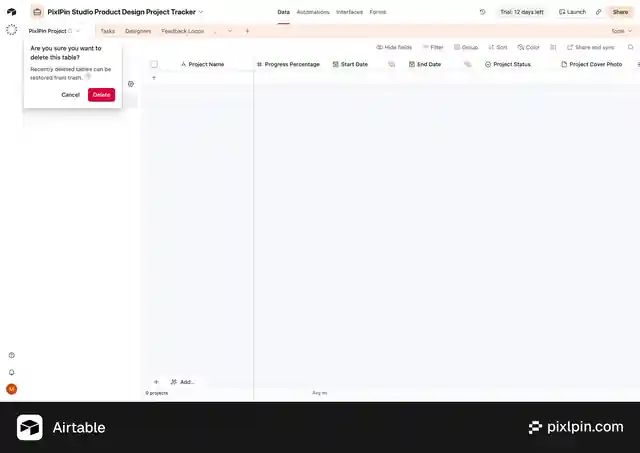 PixlPin Studio Product Design Project Tracker
Data
Automations
Interfaces
Forms
Trial: 12 days left
Launch
Share
PixlPin Project
Tasks
Designers
Feedback Loops
Tools
Are you sure you want to
delete this table?
Recently deleted tables can be
restored from trash.
Cancel
Delete
Hide fields
Filter
Group
Sort
Color
Share and sync
Project Name
Progress Percentage
Start Date
End Date
Project Status
Project Cover Photo
+
+
Add...
0 projects
M
Airtable
pixlpin.com